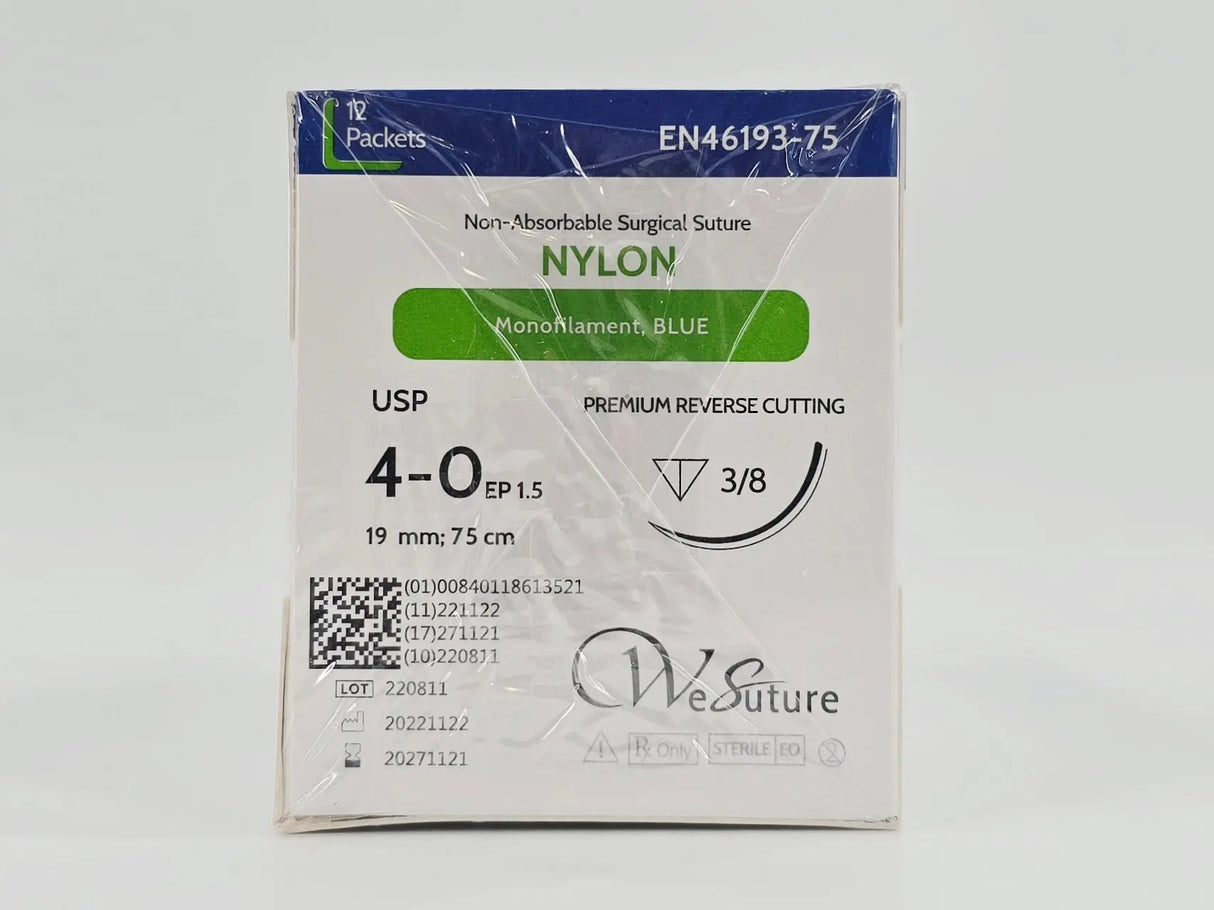 12
Packets
EN46193-75
Non-Absorbable Surgical Suture
NYLON
Monofilament, BLUE
USP
PREMIUM REVERSE CUTTING
4-0 EP 1.5
3/8
19 mm; 75 cm
(01)00840118613521
(11)221122
(17)271121
(10)220811
LOT 220811
20221122
20271121
WeSuture
Rx Only
STERILE EO
2